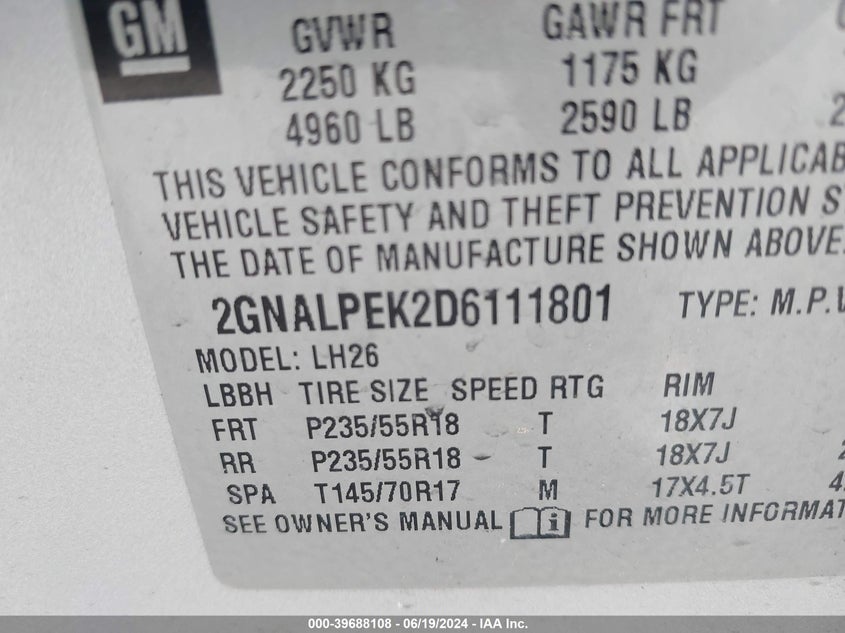 GM
GVWR GAWR FRT
2250 KG 1175 KG
4960 LB 2590 LB
THIS VEHICLE CONFORMS TO ALL
VEHICLE SAFETY AND THEFT PREVENTION
THE DATE OF MANUFACTURE SHOWN ABOVE.
2GNALPEK2D6111801 TYPE: M.P.V
MODEL: LH26
LBBH TIRE SIZE SPEED RTG RIM
FRT P235/55R18 T 18X7J
RR P235/55R18 T 18X7J
SPA T145/70R17 M 17X4.5T
SEE OWNER'S MANUAL FOR MORE
000-39688108 - 06/19/2024 - IAA Inc.